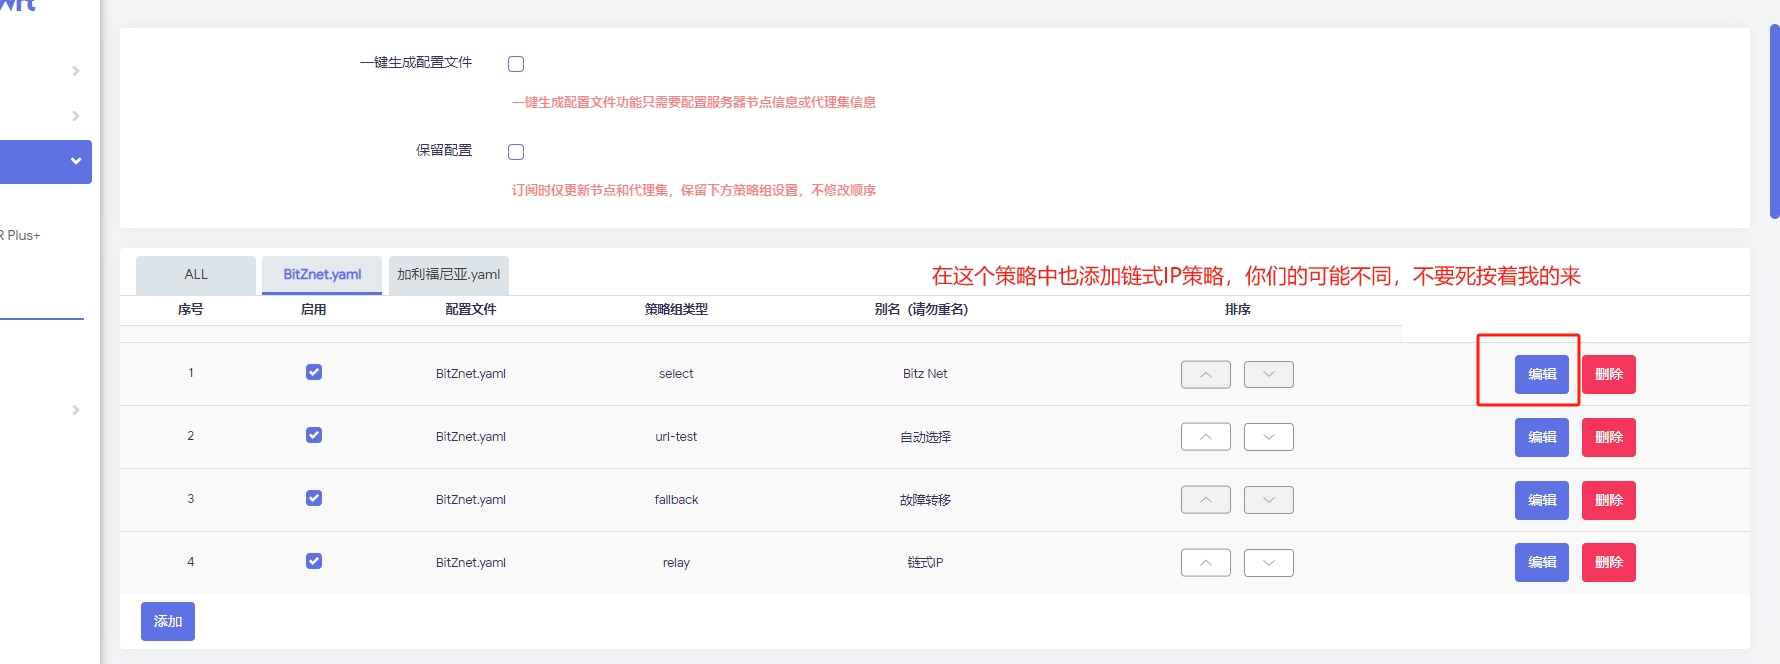 一键生成配置文件
一键生成配置文件功能只需要配置服务器节点信息或代理集信息
保留配置
订阅时仅更新节点和代理集，保留下方策略组设置，不修改顺序
R Plus+
ALL BitZnet.yaml 加利福尼亚.yaml 在这个策略中也添加链式IP策略，你们的可能不同，不要死按着我的来
序号 启用 配置文件 策略组类型 别名（请勿重名） 排序
1 BitZnet.yaml select Bitz Net 编辑 删除
2 BitZnet.yaml url-test 自动选择 编辑 删除
3 BitZnet.yaml fallback 故障转移 编辑 删除
4 BitZnet.yaml relay 链式IP 编辑 删除
添加